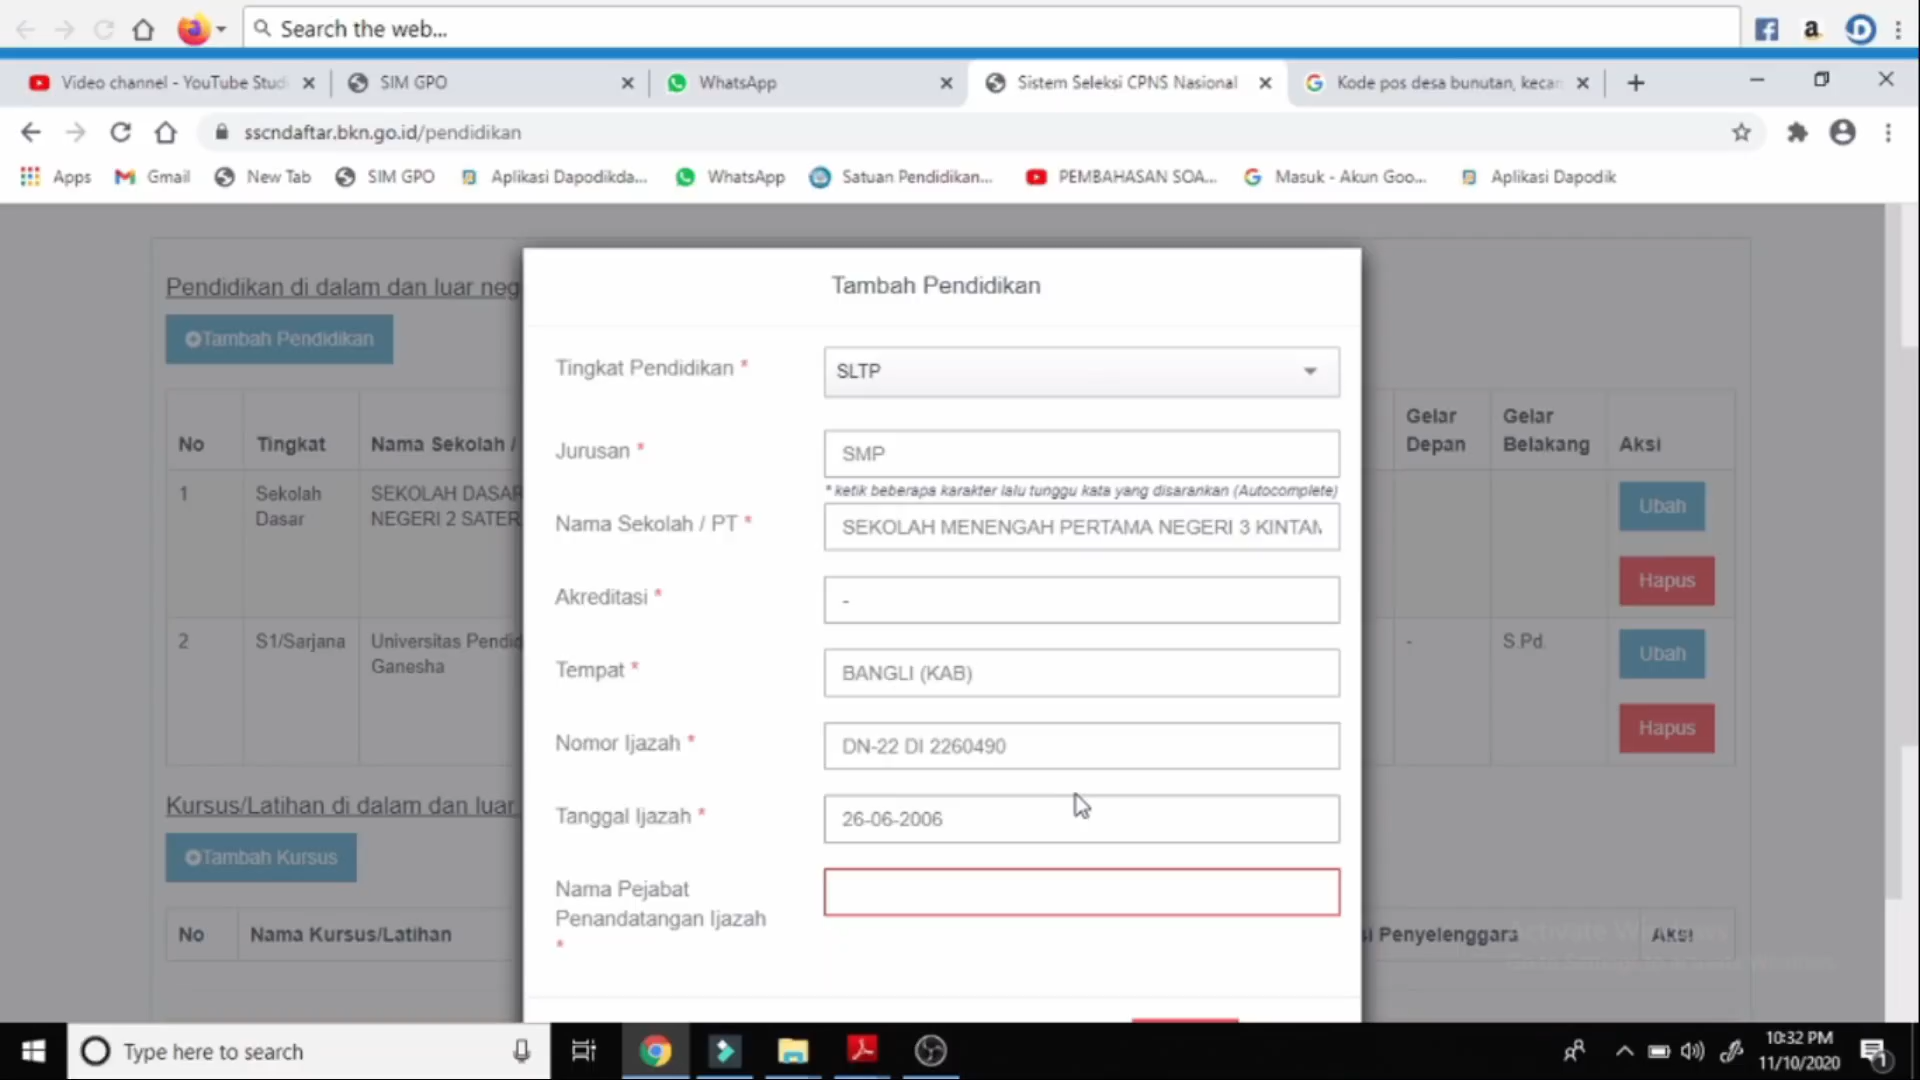 Search the web...
Video channel - YouTube Studi
SIM GPO
WhatsApp
Sistem Seleksi CPNS Nasional
Kode pos desa bunutan, kecar
sscndaftar.bkn.go.id/pendidikan
Apps
Gmail
New Tab
SIM GPO
Aplikasi Dapodikda...
WhatsApp
Satuan Pendidikan...
PEMBAHASAN SOA...
Masuk - Akun Goo...
Aplikasi Dapodik
Pendidikan di dalam dan luar neg
Tambah Pendidikan
No Tingkat Nama Sekolah / Gelar Depan Gelar Belakang Aksi
1 Sekolah Dasar SEKOLAH DASAR NEGERI 2 SATER Ubah
Hapus
2 S1/Sarjana Universitas Pendid Ganesha - S.Pd. Ubah
Hapus
Kursus/Latihan di dalam dan luar
Tambah Kursus
No Nama Kursus/Latihan si Penyelenggara Aksi
Tambah Pendidikan
Tingkat Pendidikan * SLTP
Jurusan * SMP
* ketik beberapa karakter lalu tunggu kata yang disarankan (Autocomplete)
Nama Sekolah / PT * SEKOLAH MENENGAH PERTAMA NEGERI 3 KINTAM
Akreditasi * -
Tempat * BANGLI (KAB)
Nomor Ijazah * DN-22 DI 2260490
Tanggal Ijazah * 26-06-2006
Nama Pejabat
Penandatangan Ijazah
*
Type here to search
10:32 PM
11/10/2020
1